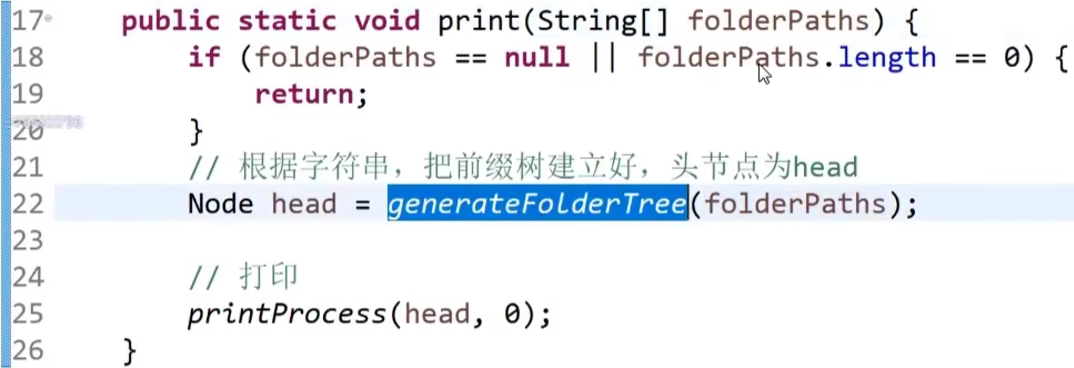 17 public static void print(String[] folderPaths) {
18 if (folderPaths == null || folderPaths.length == 0) {
19 return;
20 }
21 // 根据字符串，把前缀树建立好，头节点为head
22 Node head = generateFolderTree(folderPaths);
23
24 // 打印
25 printProcess(head, 0);
26 }